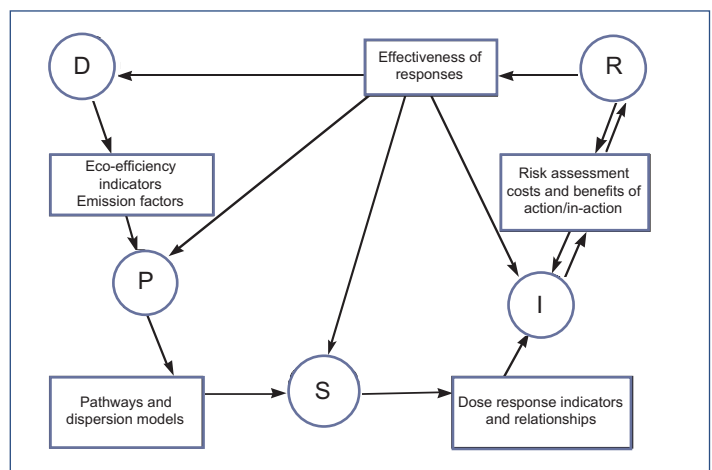 D
Effectiveness of
responses
R
Eco-efficiency
indicators
Emission factors
Risk assessment
costs and benefits of
action/in-action
P
I
Pathways and
dispersion models
S
Dose response indicators
and relationships